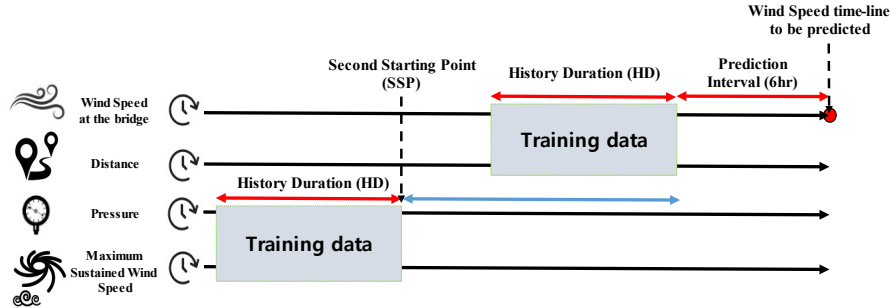 Wind Speed time-line
to be predicted
Second Starting Point
(SSP)
History Duration (HD)
Prediction
Interval (6hr)
Wind Speed
at the bridge
Training data
Distance
History Duration (HD)
Pressure
Training data
Maximum
Sustained Wind
Speed